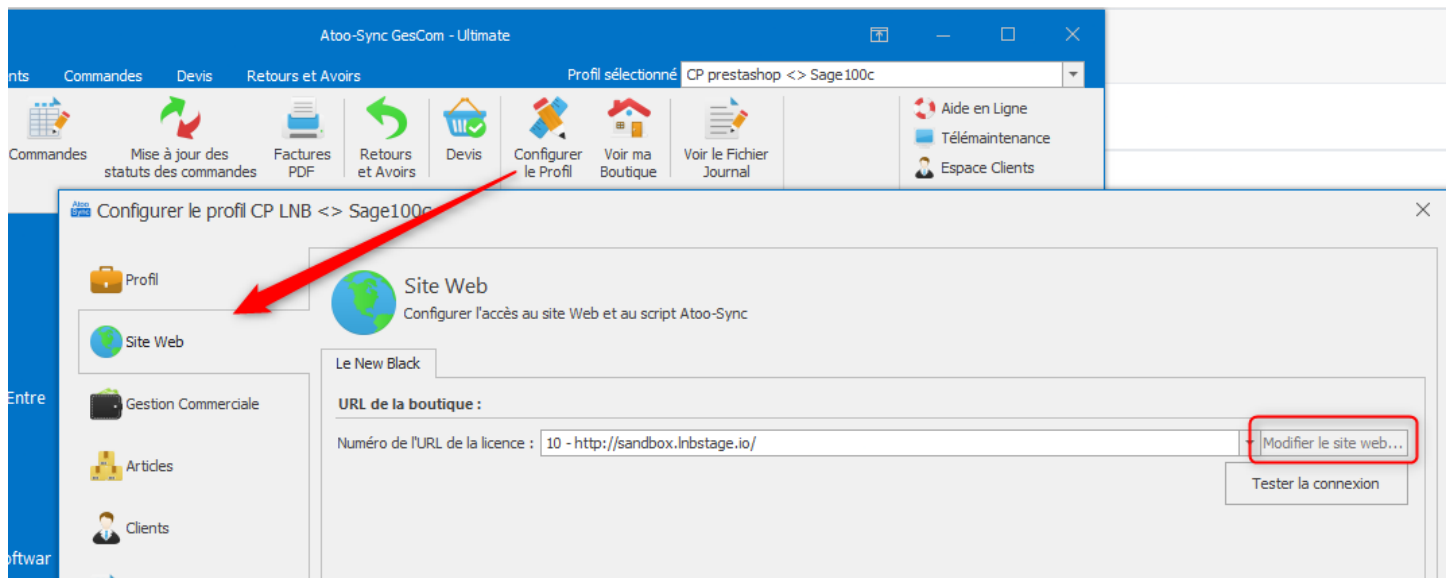 Atoo-Sync GesCom - Ultimate
nts Commandes Devis Retours et Avoirs Profil sélectionné CP prestashop <> Sage100c
Commandes
Mise à jour des
statuts des commandes
Factures
PDF
Retours
et Avoirs
Devis
Configurer
le Profil
Voir ma
Boutique
Voir le Fichier
Journal
Aide en Ligne
Télémaintenance
Espace Clients
Atoo
Sync
Configurer le profil CP LNB <> Sage100c
Profil
Site Web
Gestion Commerciale
Articles
Clients
Entre
oftwar
Site Web
Configurer l'accès au site Web et au script Atoo-Sync
Le New Black
URL de la boutique :
Numéro de l'URL de la licence : 10 - http://sandbox.lnbstage.io/ Modifier le site web...
Tester la connexion